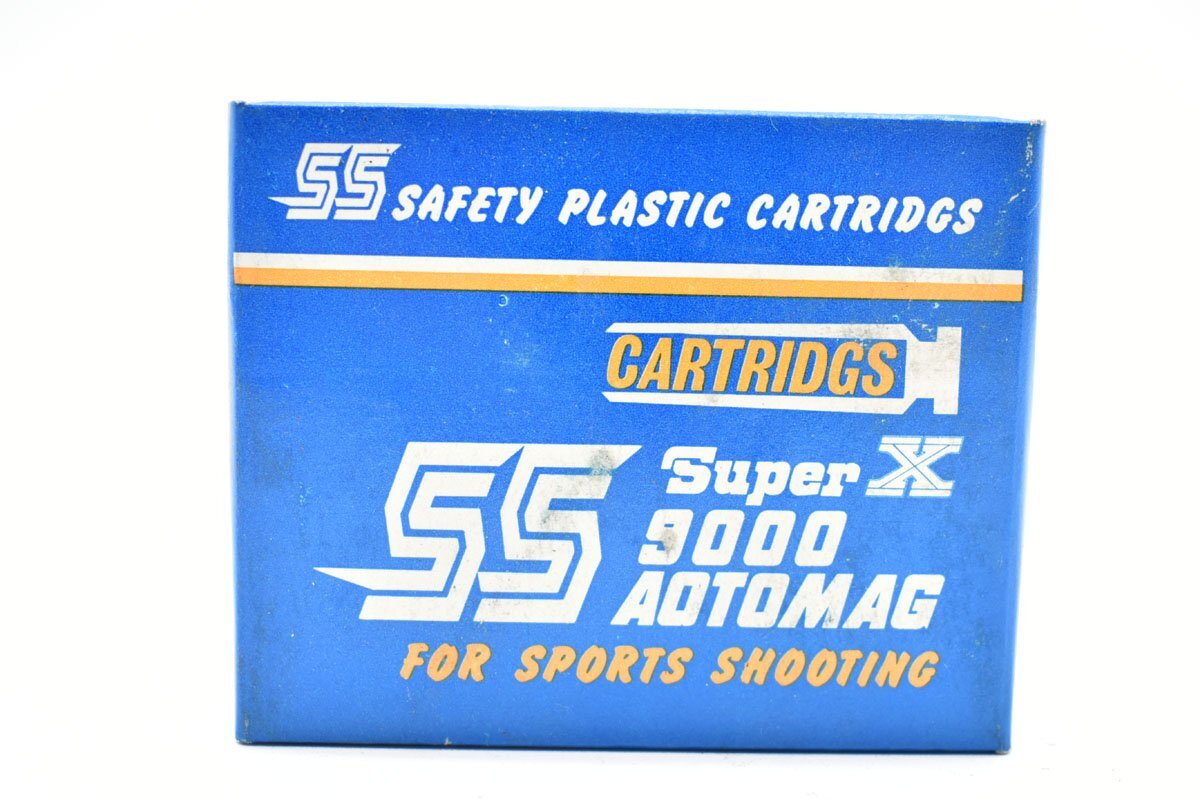 SS SAFETY PLASTIC CARTRIDGS
CARTRIDGS
SS Super X
9000
AOTOMAG
FOR SPORTS SHOOTING